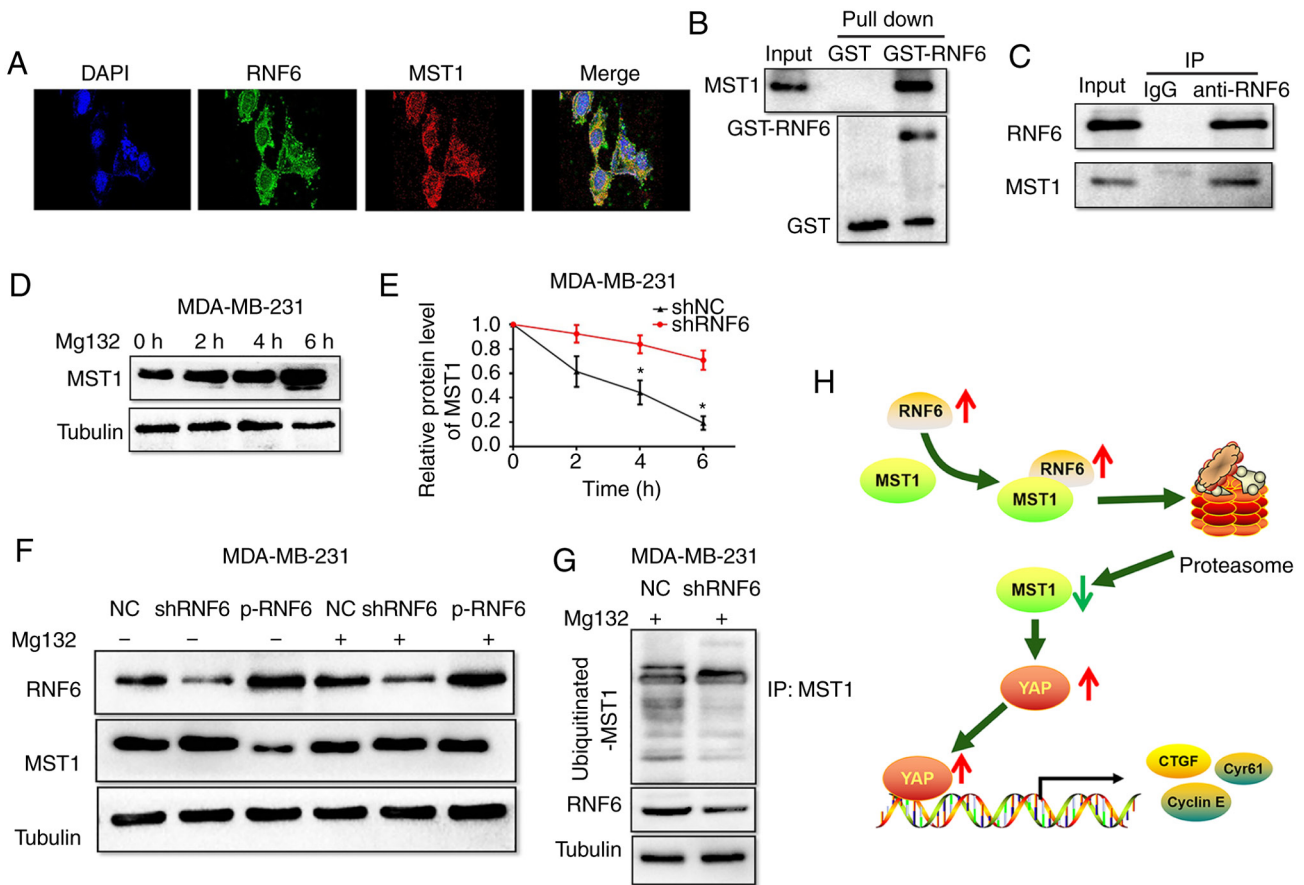 A
DAPI
RNF6
MST1
Merge
B
Pull down
Input
GST
GST-RNF6
MST1
GST-RNF6
GST
C
IP
Input
IgG
anti-RNF6
RNF6
MST1
D
MDA-MB-231
Mg132
0 h
2 h
4 h
6 h
MST1
Tubulin
E
MDA-MB-231
shNC
shRNF6
Relative protein level
of MST1
1.0
0.8
0.6
0.4
0.2
0.0
*
*
0
2
4
6
Time (h)
F
MDA-MB-231
NC
shRNF6
p-RNF6
NC
shRNF6
p-RNF6
Mg132
–
–
–
+
+
+
RNF6
MST1
Tubulin
G
MDA-MB-231
NC
shRNF6
Mg132
+
+
Ubiquitinated
-MST1
IP: MST1
RNF6
Tubulin
H
RNF6
MST1
RNF6
MST1
Proteasome
MST1
YAP
YAP
CTGF
Cyr61
Cyclin E